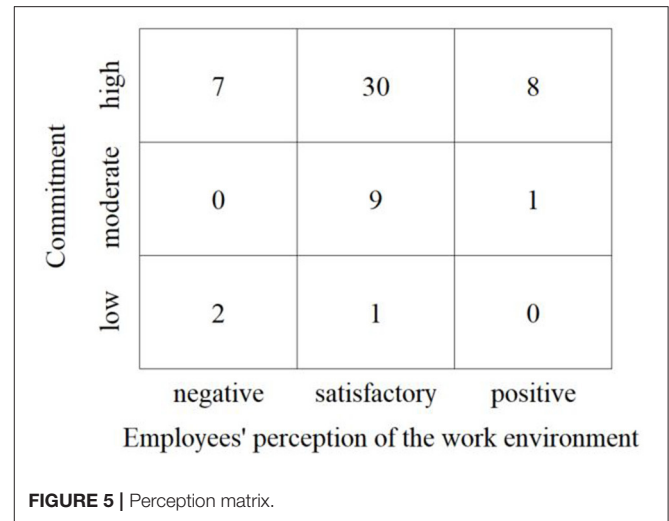 Commitment
high
7 30 8
moderate
0 9 1
low
2 1 0
negative satisfactory positive
Employees' perception of the work environment
FIGURE 5 | Perception matrix.